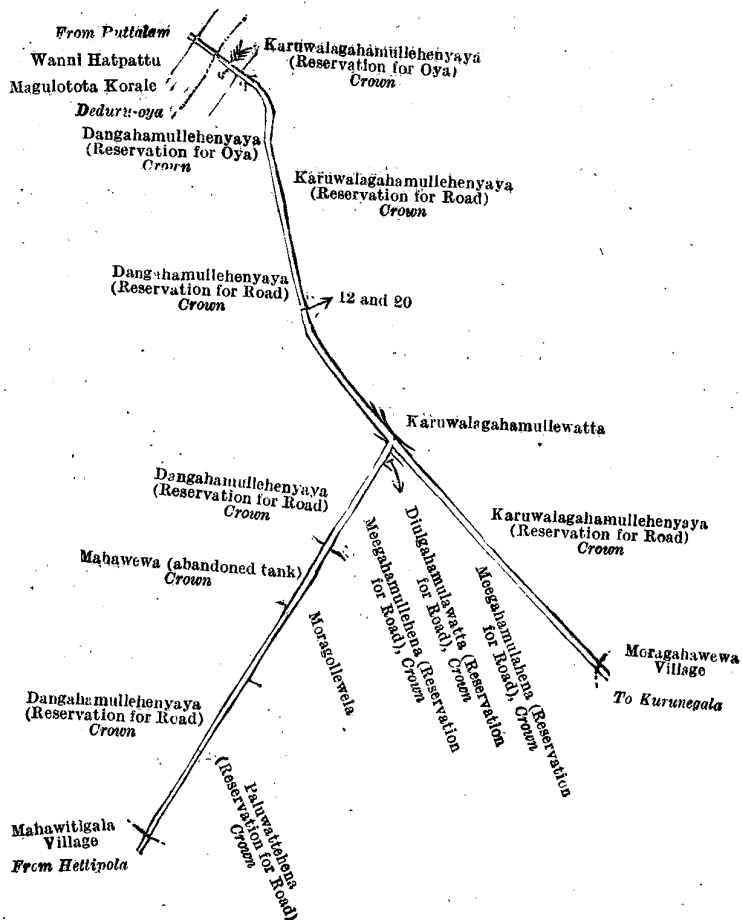 From Puttalam
Wanni Hatpattu
Magulotota Korale
Deduru-oya
Karuwalagahamullehenyaya
(Reservation for Oya)
Crown
Dangahamullehenyaya
(Reservation for Oya)
Crown
Karuwalagahamullehenyaya
(Reservation for Road)
Crown
Dangahamullehenyaya
(Reservation for Road)
Crown
12 and 20
Karuwalagahamullewatta
Dangahamullehenyaya
(Reservation for Road)
Crown
Karuwalagahamullehenyaya
(Reservation for Road)
Crown
Mahawewa (abandoned tank)
Crown
Moragollewela
Meegahamullehena (Reservation
for Road), Crown
Diulgahamulawatta (Reservation
for Road), Crown
Meegahamulahena (Reservation
for Road), Crown
Moragahawewa
Village
To Kurunegala
Dangahamullehenyaya
(Reservation for Road)
Crown
Paluwattehena
(Reservation for Road)
Crown
Mahawitigala
Village
From Hettipola